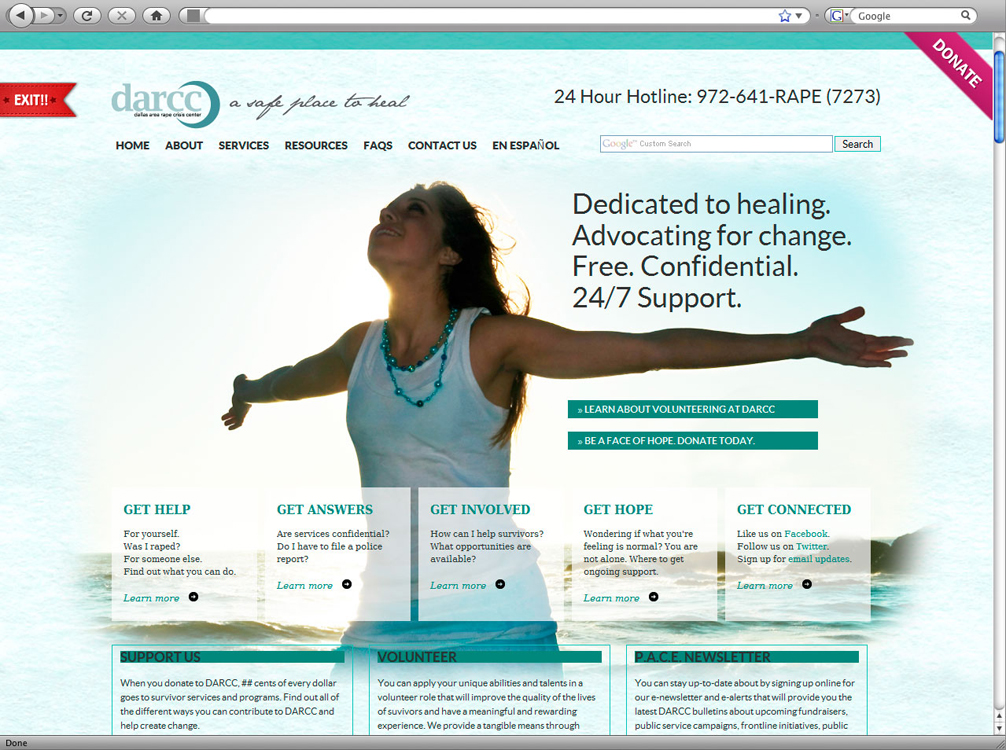 Google
DONATE
EXIT!!
darcc
dallas area rape crisis center
a safe place to heal
24 Hour Hotline: 972-641-RAPE (7273)
HOME ABOUT SERVICES RESOURCES FAQS CONTACT US EN ESPAÑOL
Google™ Custom Search
Search
Dedicated to healing.
Advocating for change.
Free. Confidential.
24/7 Support.
» LEARN ABOUT VOLUNTEERING AT DARCC
» BE A FACE OF HOPE. DONATE TODAY.
GET HELP
For yourself.
Was I raped?
For someone else.
Find out what you can do.
Learn more
GET ANSWERS
Are services confidential?
Do I have to file a police
report?
Learn more
GET INVOLVED
How can I help survivors?
What opportunities are
available?
Learn more
GET HOPE
Wondering if what you're
feeling is normal? You are
not alone. Where to get
ongoing support.
Learn more
GET CONNECTED
Like us on Facebook.
Follow us on Twitter.
Sign up for email updates.
Learn more
SUPPORT US
When you donate to DARCC, ## cents of every dollar
goes to survivor services and programs. Find out all of
the different ways you can contribute to DARCC and
help create change.
VOLUNTEER
You can apply your unique abilities and talents in a
volunteer role that will improve the quality of the lives
of suvivors and have a meaningful and rewarding
experience. We provide a tangible means through
P.A.C.E. NEWSLETTER
You can stay up-to-date about by signing up online for
our e-newsletter and e-alerts that will provide you the
latest DARCC bulletins about upcoming fundraisers,
public service campaigns, frontline initiatives, public
Done